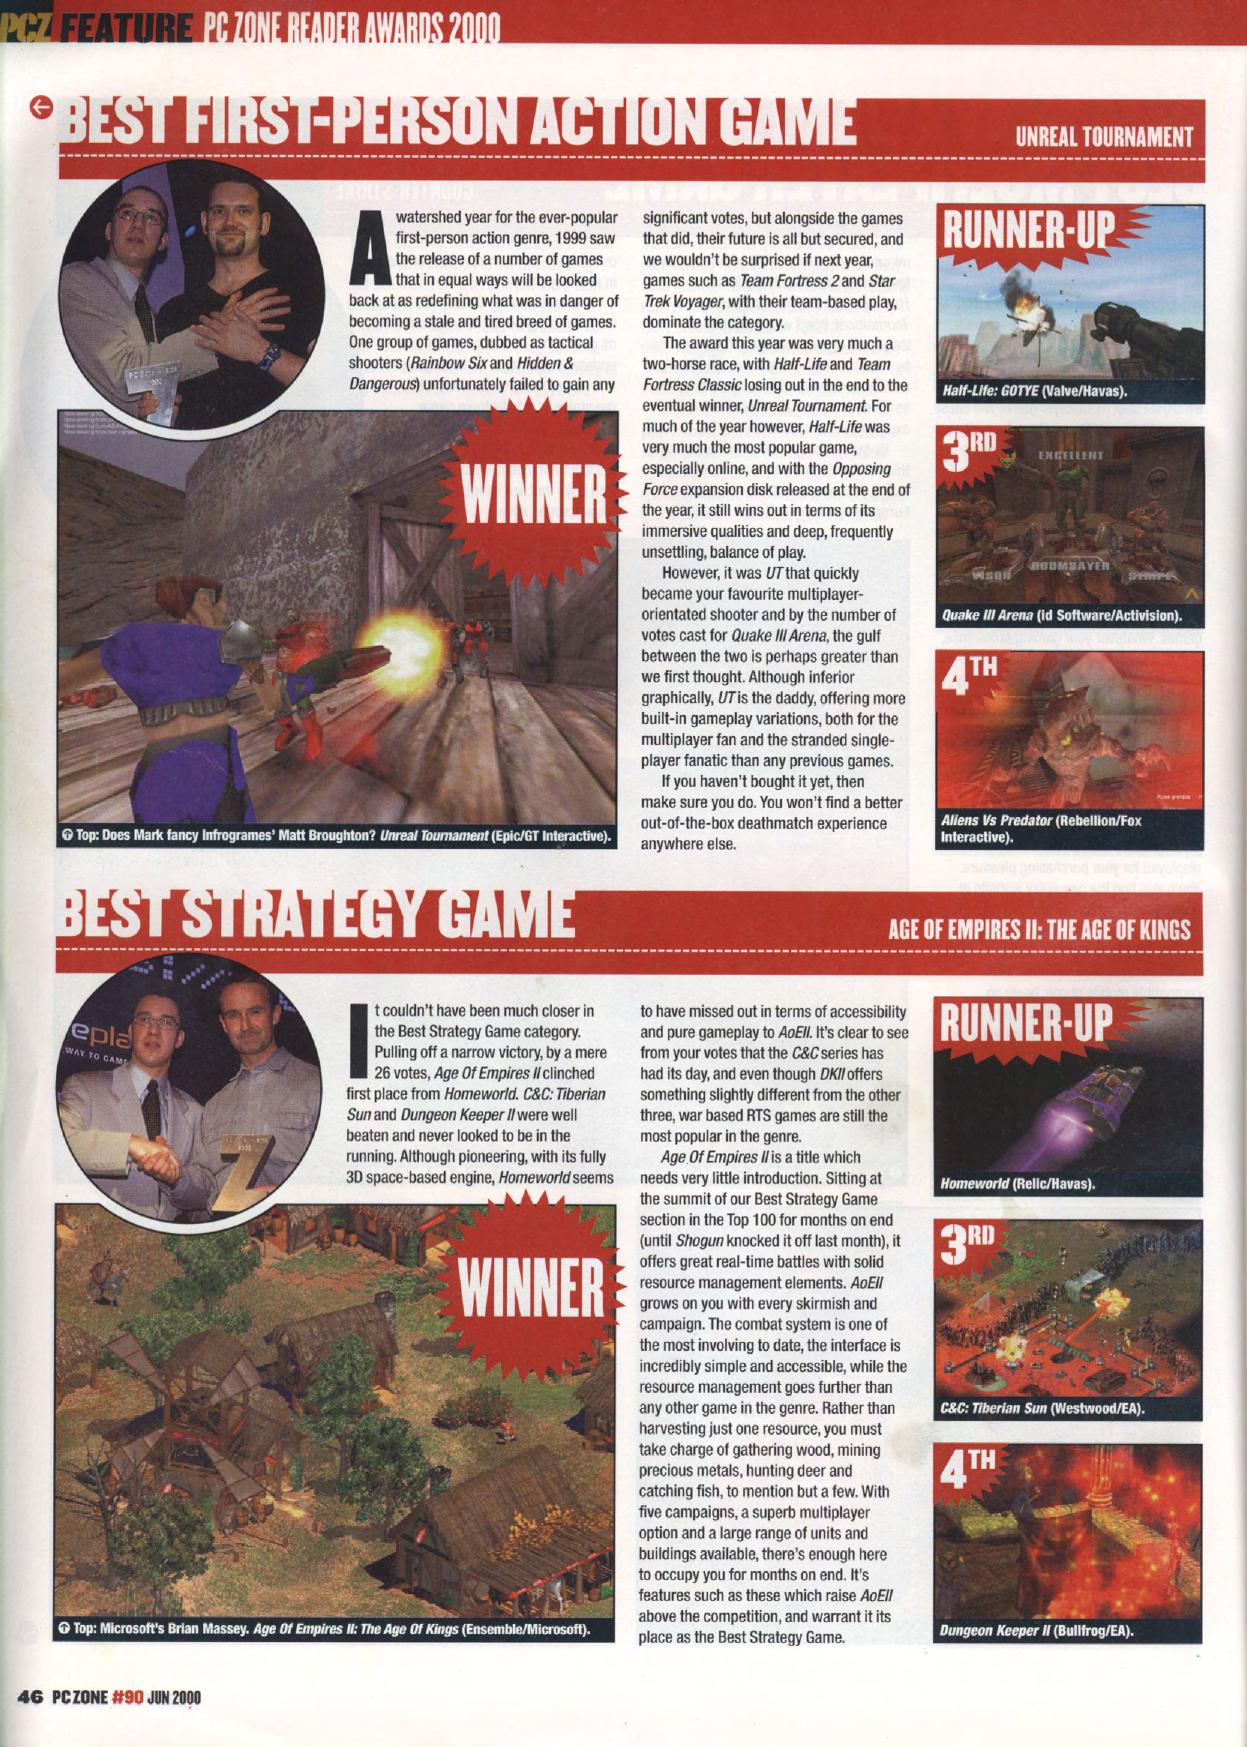 PCZ FEATURE PC ZONE READER AWARDS 2000
BEST FIRST-PERSON ACTION GAME
UNREAL TOURNAMENT
A watershed year for the ever-popular
first-person action genre, 1999 saw
the release of a number of games
that in equal ways will be looked
back at as redefining what was in danger of
becoming a stale and tired breed of games.
One group of games, dubbed as tactical
shooters (Rainbow Six and Hidden &
Dangerous) unfortunately failed to gain any
significant votes, but alongside the games
that did, their future is all but secured, and
we wouldn't be surprised if next year,
games such as Team Fortress 2 and Star
Trek Voyager, with their team-based play,
dominate the category.
The award this year was very much a
two-horse race, with Half-Life and Team
Fortress Classic losing out in the end to the
eventual winner, Unreal Tournament. For
much of the year however, Half-Life was
very much the most popular game,
especially online, and with the Opposing
Force expansion disk released at the end of
the year, it still wins out in terms of its
immersive qualities and deep, frequently
unsettling, balance of play.
However, it was UT that quickly
became your favourite multiplayer-
orientated shooter and by the number of
votes cast for Quake III Arena, the gulf
between the two is perhaps greater than
we first thought. Although inferior
graphically, UT is the daddy, offering more
built-in gameplay variations, both for the
multiplayer fan and the stranded single-
player fanatic than any previous games.
If you haven't bought it yet, then
make sure you do. You won't find a better
out-of-the-box deathmatch experience
anywhere else.
WINNER
Top: Does Mark fancy Infrogrames' Matt Broughton? Unreal Tournament (Epic/GT Interactive).
RUNNER-UP
Half-Life: GOTYE (Valve/Havas).
3RD
EXCELLENT
DOOMSAYER
VISOR
STRIPE
Quake III Arena (id Software/Activision).
4TH
Aliens Vs Predator (Rebellion/Fox
Interactive).
BEST STRATEGY GAME
AGE OF EMPIRES II: THE AGE OF KINGS
epla
WAY TO GAME
It couldn't have been much closer in
the Best Strategy Game category.
Pulling off a narrow victory, by a mere
26 votes, Age Of Empires II clinched
first place from Homeworld. C&C: Tiberian
Sun and Dungeon Keeper II were well
beaten and never looked to be in the
running. Although pioneering, with its fully
3D space-based engine, Homeworld seems
to have missed out in terms of accessibility
and pure gameplay to AoEII. It's clear to see
from your votes that the C&C series has
had its day, and even though DKII offers
something slightly different from the other
three, war based RTS games are still the
most popular in the genre.
Age Of Empires II is a title which
needs very little introduction. Sitting at
the summit of our Best Strategy Game
section in the Top 100 for months on end
(until Shogun knocked it off last month), it
offers great real-time battles with solid
resource management elements. AoEII
grows on you with every skirmish and
campaign. The combat system is one of
the most involving to date, the interface is
incredibly simple and accessible, while the
resource management goes further than
any other game in the genre. Rather than
harvesting just one resource, you must
take charge of gathering wood, mining
precious metals, hunting deer and
catching fish, to mention but a few. With
five campaigns, a superb multiplayer
option and a large range of units and
buildings available, there's enough here
to occupy you for months on end. It's
features such as these which raise AoEII
above the competition, and warrant it its
place as the Best Strategy Game.
WINNER
Top: Microsoft's Brian Massey. Age Of Empires II: The Age Of Kings (Ensemble/Microsoft).
RUNNER-UP
Homeworld (Relic/Havas).
3RD
C&C: Tiberian Sun (Westwood/EA).
4TH
Dungeon Keeper II (Bullfrog/EA).
46 PCZONE #90 JUN 2000